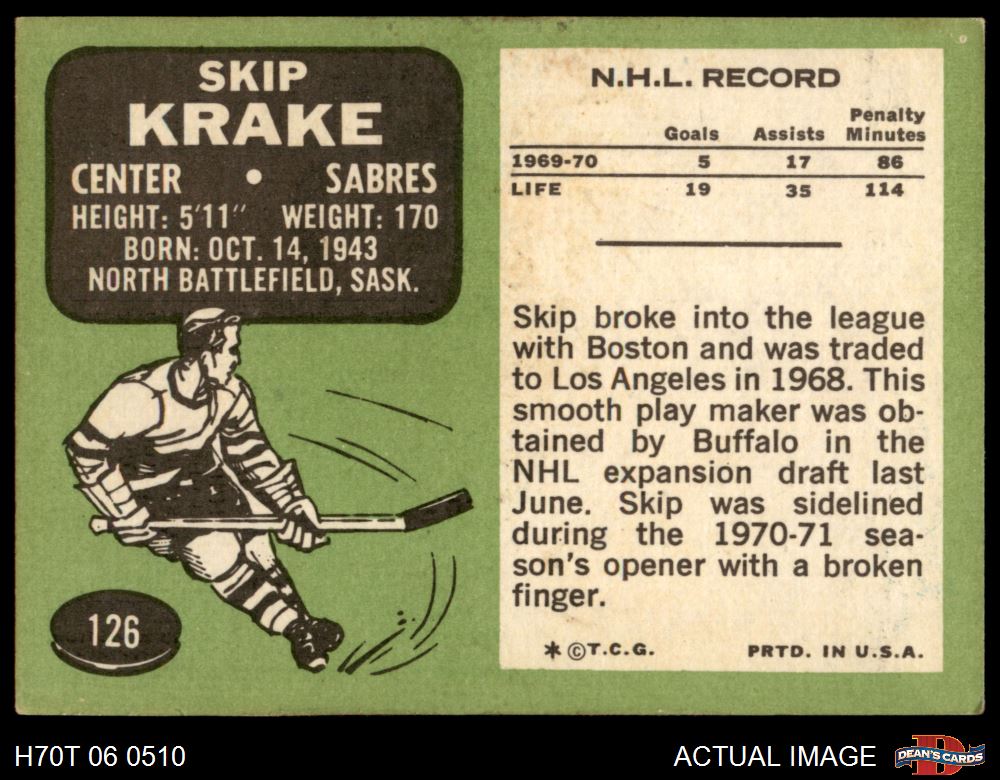 SKIP
KRAKE
CENTER • SABRES
HEIGHT: 5'11" WEIGHT: 170
BORN: OCT. 14, 1943
NORTH BATTLEFIELD, SASK.
126
N.H.L. RECORD
Goals Assists Penalty Minutes
1969-70 5 17 86
LIFE 19 35 114
Skip broke into the league
with Boston and was traded
to Los Angeles in 1968. This
smooth play maker was ob-
tained by Buffalo in the
NHL expansion draft last
June. Skip was sidelined
during the 1970-71 sea-
son's opener with a broken
finger.
* © T.C.G. PRTD. IN U.S.A.
H70T 06 0510 ACTUAL IMAGE D DEAN'S CARDS